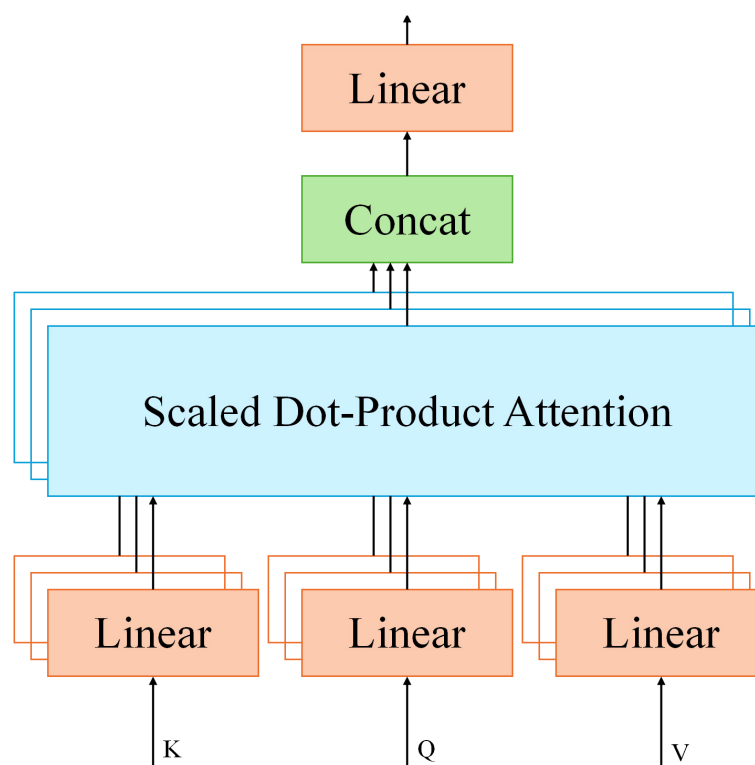 Linear
Concat
Scaled Dot-Product Attention
Linear Linear Linear
K Q V